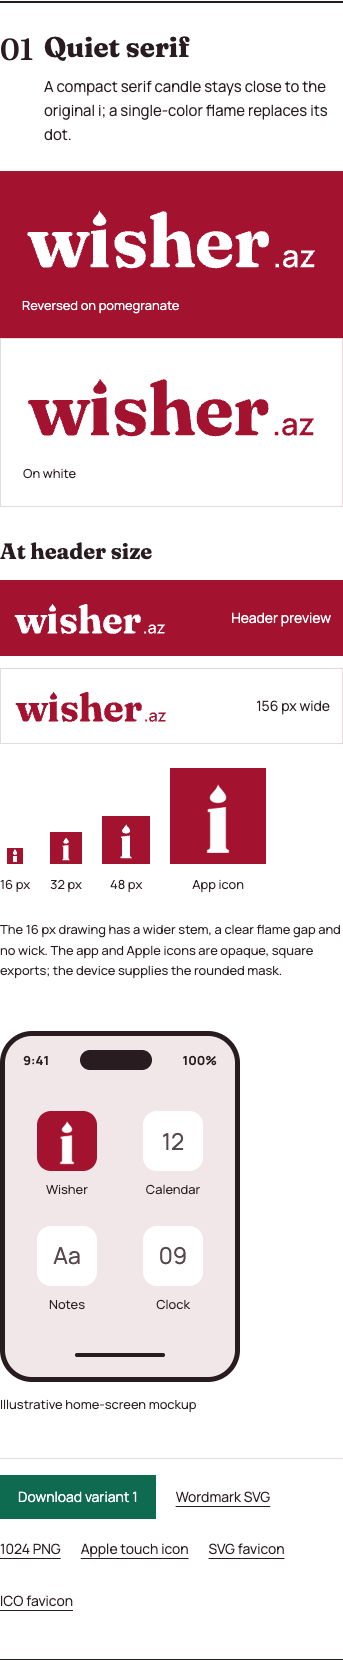 01 Quiet serif
A compact serif candle stays close to the
original i; a single-color flame replaces its
dot.
wisher.az
Reversed on pomegranate
wisher.az
On white
At header size
wisher.az Header preview
wisher.az 156 px wide
i i i i
16 px 32 px 48 px App icon
The 16 px drawing has a wider stem, a clear flame gap and
no wick. The app and Apple icons are opaque, square
exports; the device supplies the rounded mask.
9:41 100%
i 12
Wisher Calendar
Aa 09
Notes Clock
Illustrative home-screen mockup
Download variant 1 Wordmark SVG
1024 PNG Apple touch icon SVG favicon
ICO favicon